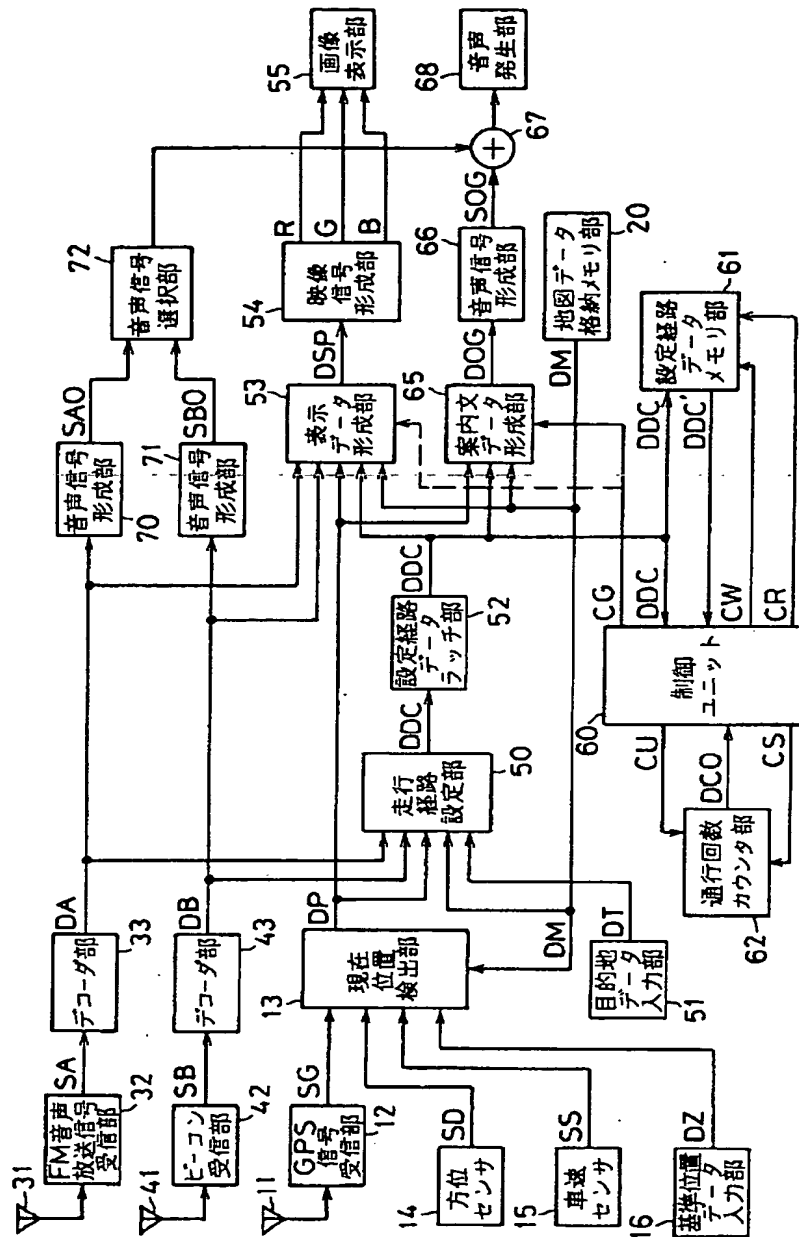 31
FM音声
放送信号
受信部
32
SA
デコーダ部
33
DA
41
ビーコン
受信部
42
SB
デコーダ部
43
DB
11
GPS
信号
受信部
12
SG
14
方位
センサ
SD
15
車速
センサ
SS
16
基準位置
データ
入力部
DZ
13
現在
位置
検出部
DP
DM
目的地
データ
入力部
51
DT
走行
経路
設定部
50
DDC
設定経路
データ
ラッチ部
52
DDC
音声信号
形成部
70
SAO
音声信号
形成部
71
SBO
音声信号
選択部
72
53
表示
データ
形成部
DSP
54
映像
信号
形成部
R
G
B
55
画像
表示部
65
案内文
データ
形成部
DOG
66
音声信号
形成部
SOG
67
68
音声
発生部
地図データ
格納メモリ部
20
DM
60
制御
ユニット
CU
DCO
CS
通行回数
カウンタ部
62
CG
DDC
CW
CR
DDC
DDC'
設定経路
データ
メモリ部
61